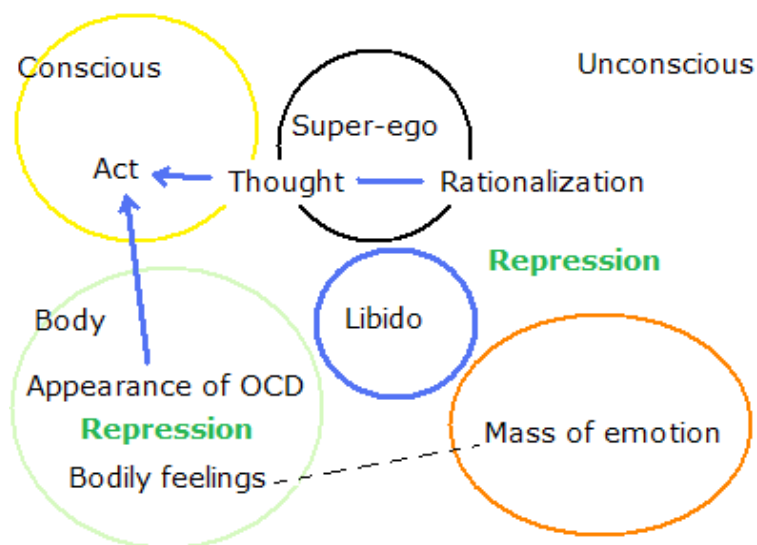 Conscious
Unconscious
Super-ego
Act
Thought
Rationalization
Repression
Body
Libido
Appearance of OCD
Repression
Mass of emotion
Bodily feelings